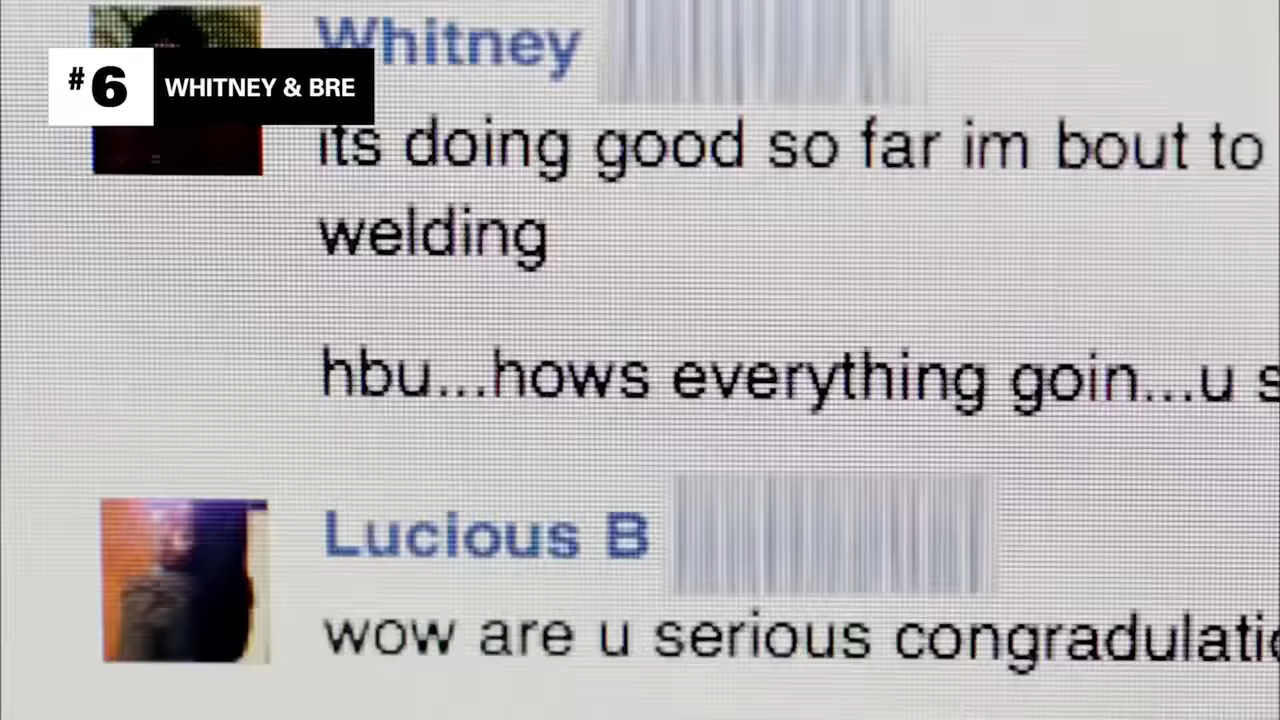 Whitney
#6 WHITNEY & BRE
its doing good so far im bout to
welding
hbu...hows everything goin...u s
Lucious B
wow are u serious congradulati